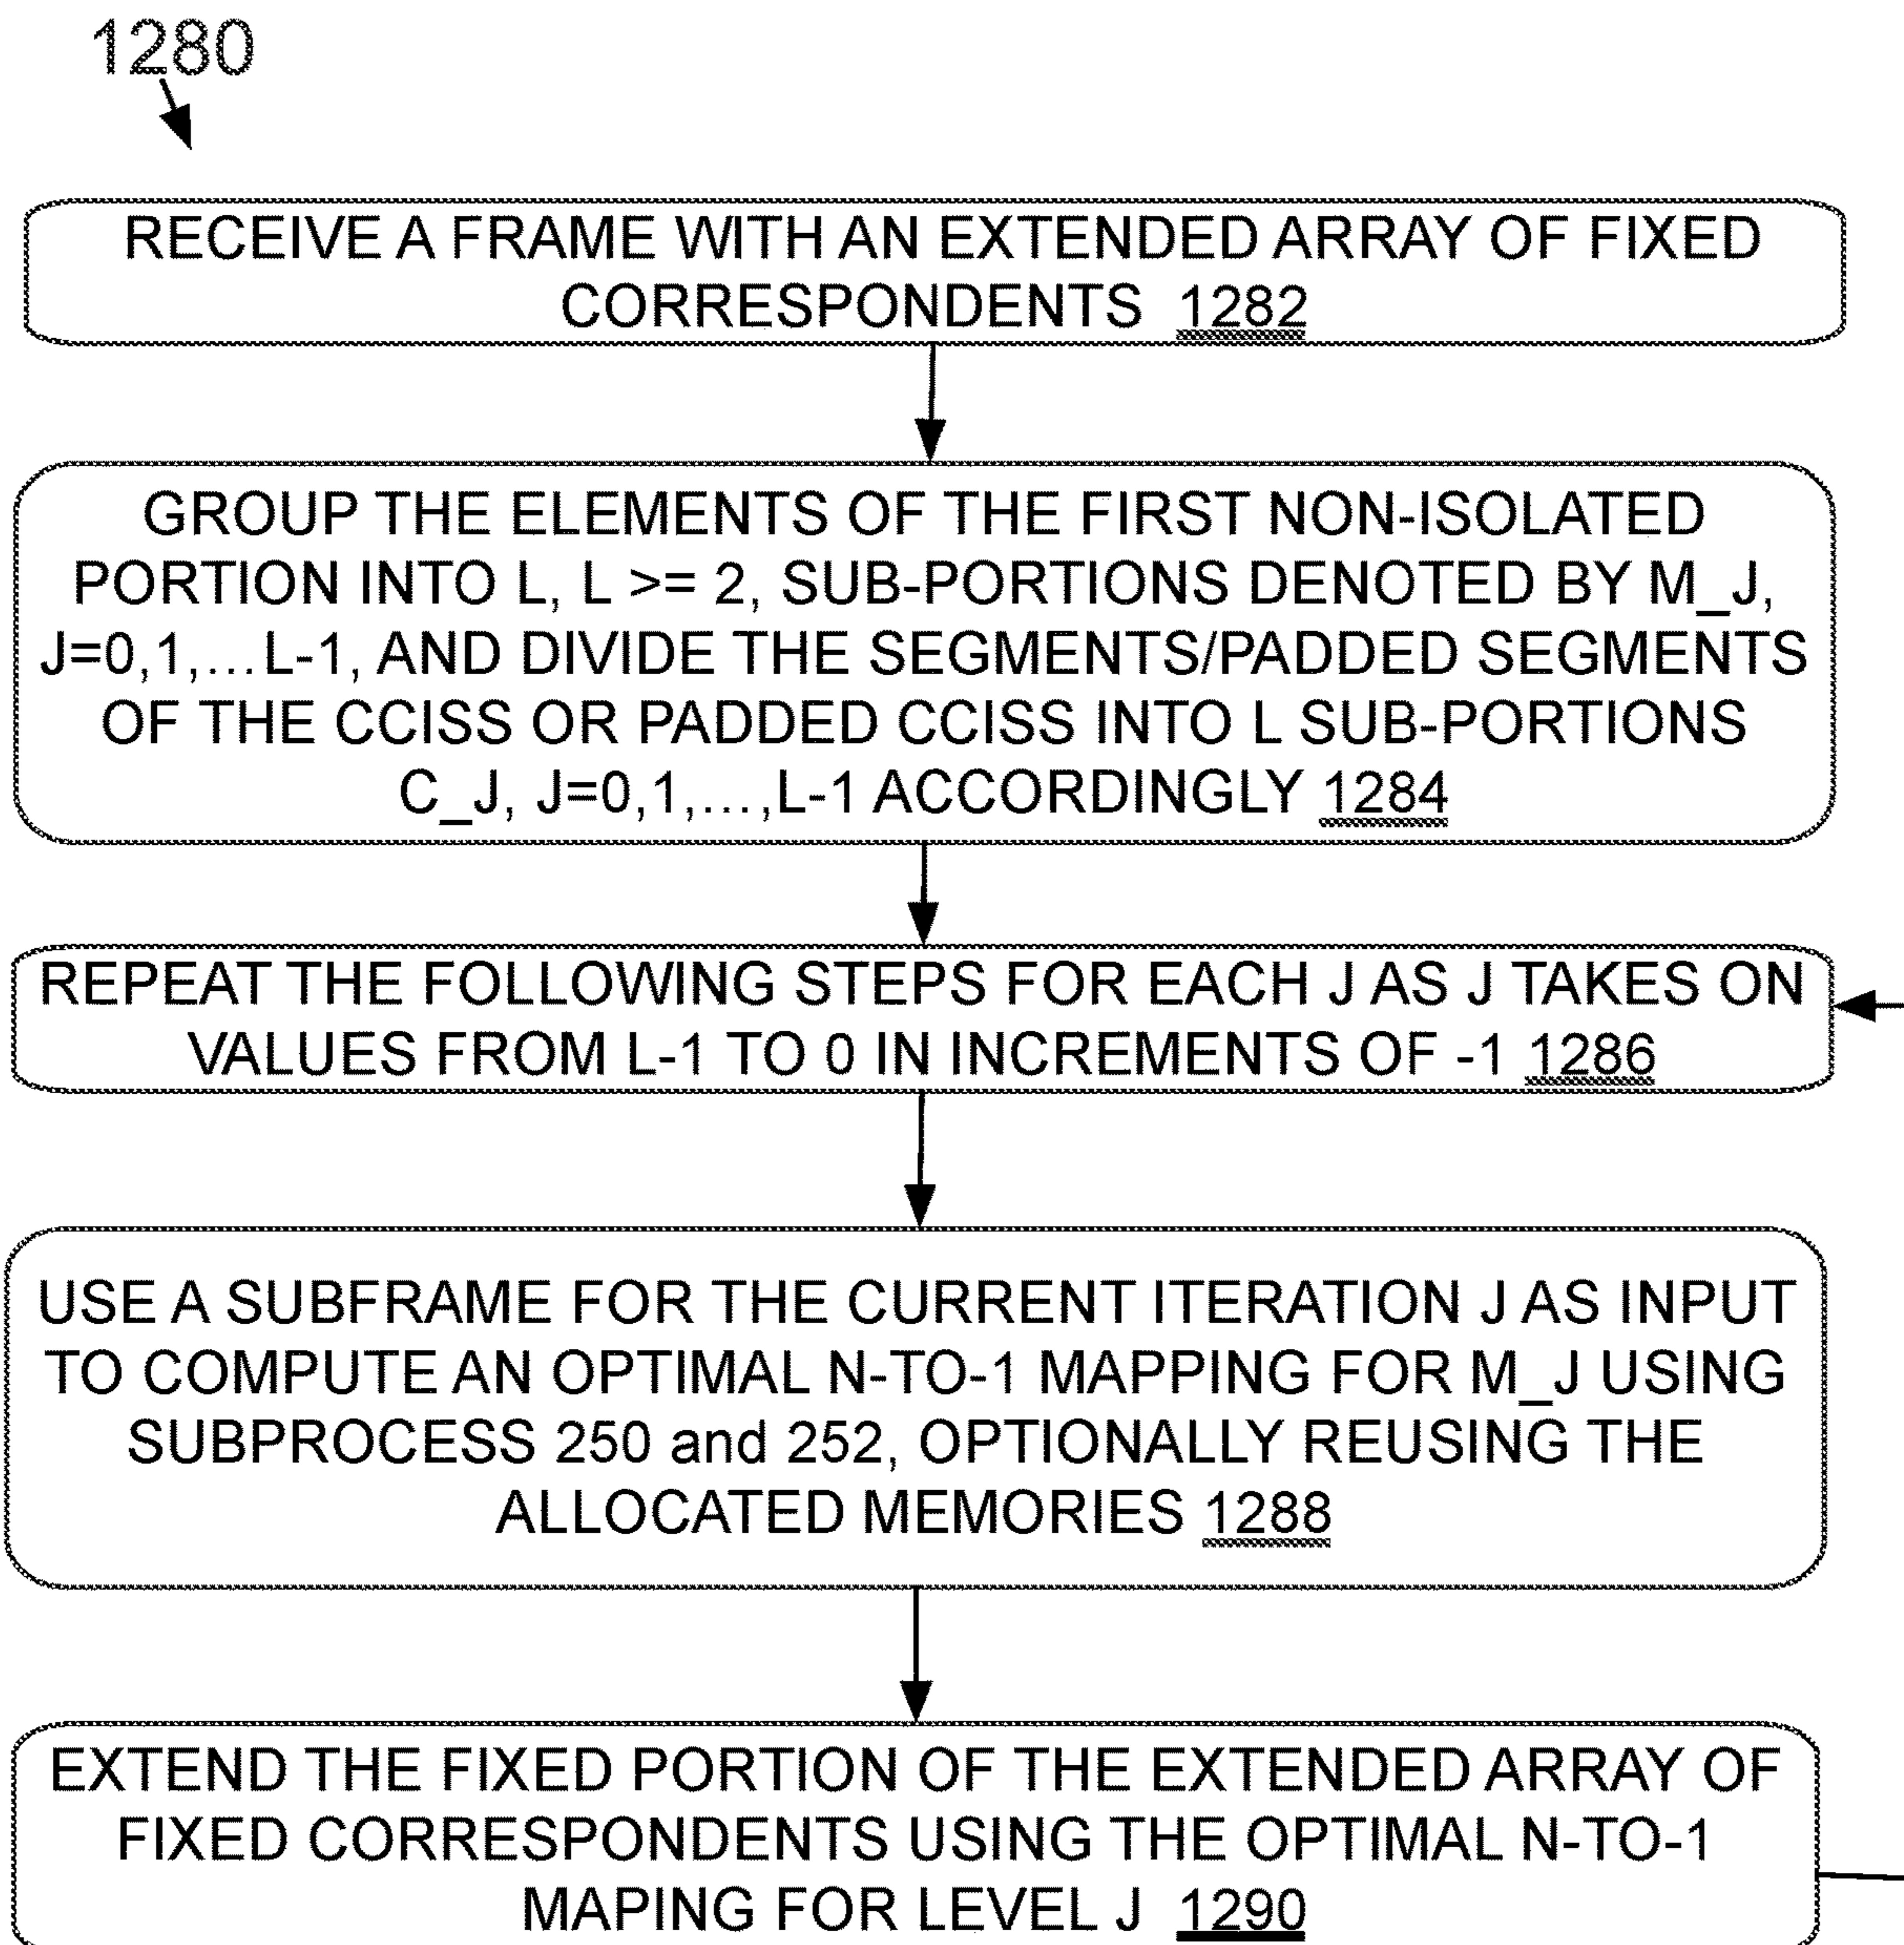 1280
RECEIVE A FRAME WITH AN EXTENDED ARRAY OF FIXED
CORRESPONDENTS 1282
GROUP THE ELEMENTS OF THE FIRST NON-ISOLATED
PORTION INTO L, L >= 2, SUB-PORTIONS DENOTED BY M_J,
J=0,1,...L-1, AND DIVIDE THE SEGMENTS/PADDED SEGMENTS
OF THE CCISS OR PADDED CCISS INTO L SUB-PORTIONS
C_J, J=0,1,...,L-1 ACCORDINGLY 1284
REPEAT THE FOLLOWING STEPS FOR EACH J AS J TAKES ON
VALUES FROM L-1 TO 0 IN INCREMENTS OF -1 1286
USE A SUBFRAME FOR THE CURRENT ITERATION J AS INPUT
TO COMPUTE AN OPTIMAL N-TO-1 MAPPING FOR M_J USING
SUBPROCESS 250 and 252, OPTIONALLY REUSING THE
ALLOCATED MEMORIES 1288
EXTEND THE FIXED PORTION OF THE EXTENDED ARRAY OF
FIXED CORRESPONDENTS USING THE OPTIMAL N-TO-1
MAPING FOR LEVEL J 1290